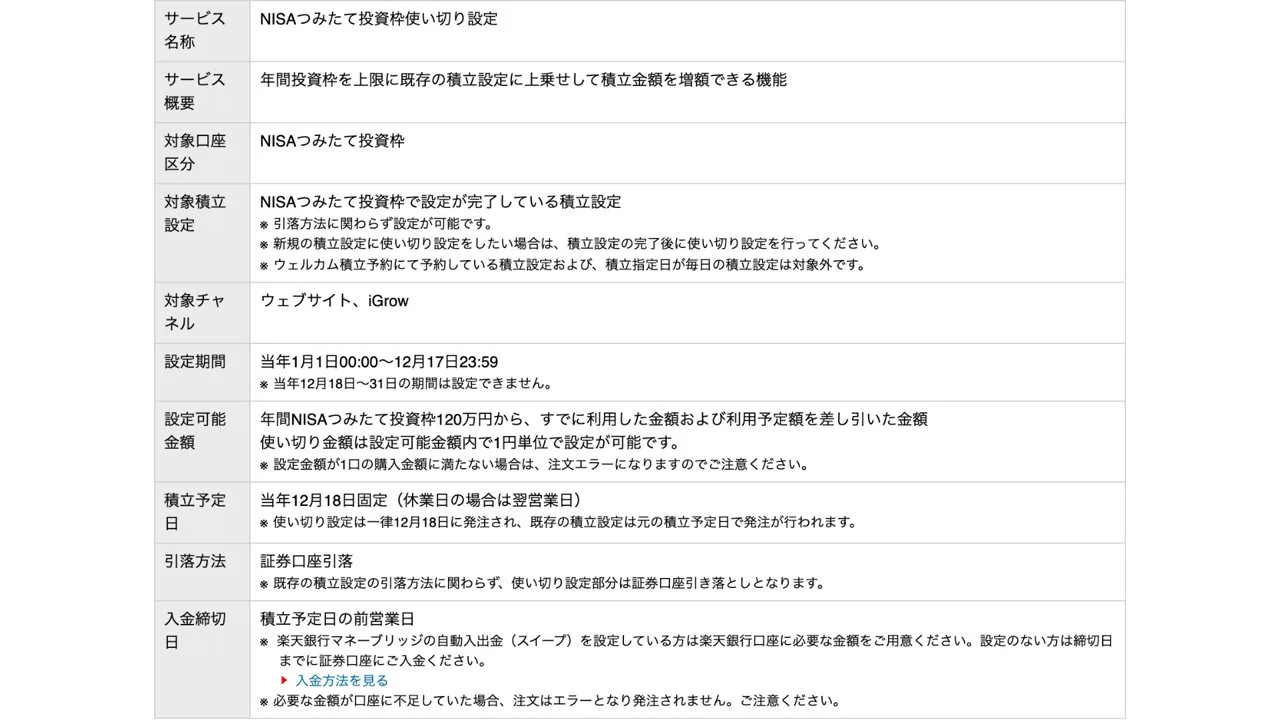 サービス名称
NISAつみたて投資枠使い切り設定
サービス概要
年間投資枠を上限に既存の積立設定に上乗せして積立金額を増額できる機能
対象口座区分
NISAつみたて投資枠
対象積立設定
NISAつみたて投資枠で設定が完了している積立設定
※ 引落方法に関わらず設定が可能です。
※ 新規の積立設定に使い切り設定をしたい場合は、積立設定の完了後に使い切り設定を行ってください。
※ ウェルカム積立予約にて予約している積立設定および、積立指定日が毎日の積立設定は対象外です。
対象チャネル
ウェブサイト、iGrow
設定期間
当年1月1日00:00〜12月17日23:59
※ 当年12月18日〜31日の期間は設定できません。
設定可能金額
年間NISAつみたて投資枠120万円から、すでに利用した金額および利用予定額を差し引いた金額
使い切り金額は設定可能金額内で1円単位で設定が可能です。
※ 設定金額が1口の購入金額に満たない場合は、注文エラーになりますのでご注意ください。
積立予定日
当年12月18日固定（休業日の場合は翌営業日）
※ 使い切り設定は一律12月18日に発注され、既存の積立設定は元の積立予定日で発注が行われます。
引落方法
証券口座引落
※ 既存の積立設定の引落方法に関わらず、使い切り設定部分は証券口座引き落としとなります。
入金締切日
積立予定日の前営業日
※ 楽天銀行マネーブリッジの自動入出金（スイープ）を設定している方は楽天銀行口座に必要な金額をご用意ください。設定のない方は締切日
までに証券口座にご入金ください。
入金方法を見る
※ 必要な金額が口座に不足していた場合、注文はエラーとなり発注されません。ご注意ください。